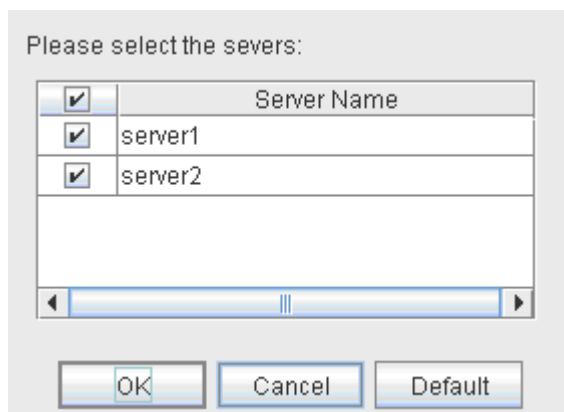 Please select the severs:
Server Name
server1
server2
OK Cancel Default